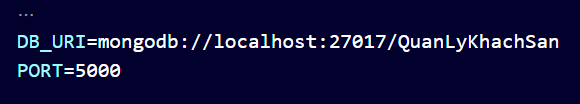 ...
DB_URI=mongodb://localhost:27017/QuanLyKhachSan
PORT=5000